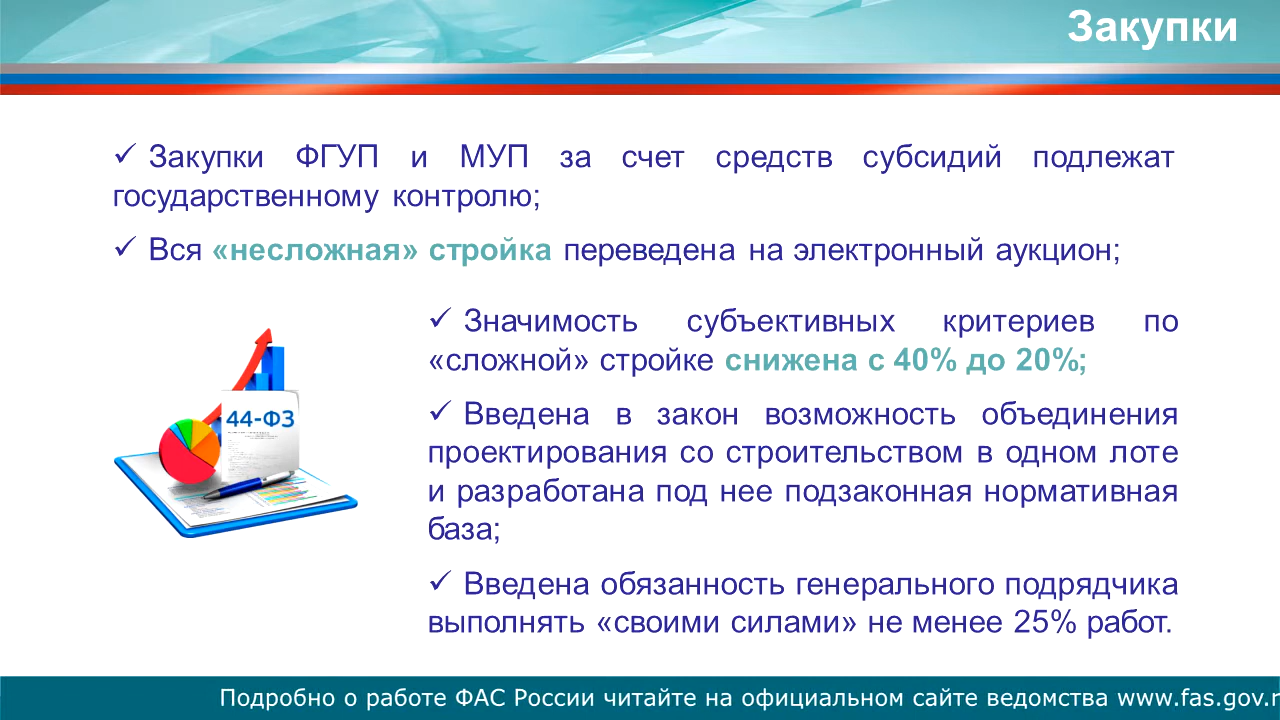 Закупки
✓ Закупки ФГУП и МУП за счет средств субсидий подлежат
государственному контролю;
✓ Вся «несложная» стройка переведена на электронный аукцион;
✓ Значимость субъективных критериев по
«сложной» стройке снижена с 40% до 20%;
44-ФЗ
✓ Введена в закон возможность объединения
проектирования со строительством в одном лоте
и разработана под нее подзаконная нормативная
база;
✓ Введена обязанность генерального подрядчика
выполнять «своими силами» не менее 25% работ.
Подробно о работе ФАС России читайте на официальном сайте ведомства www.fas.gov.r